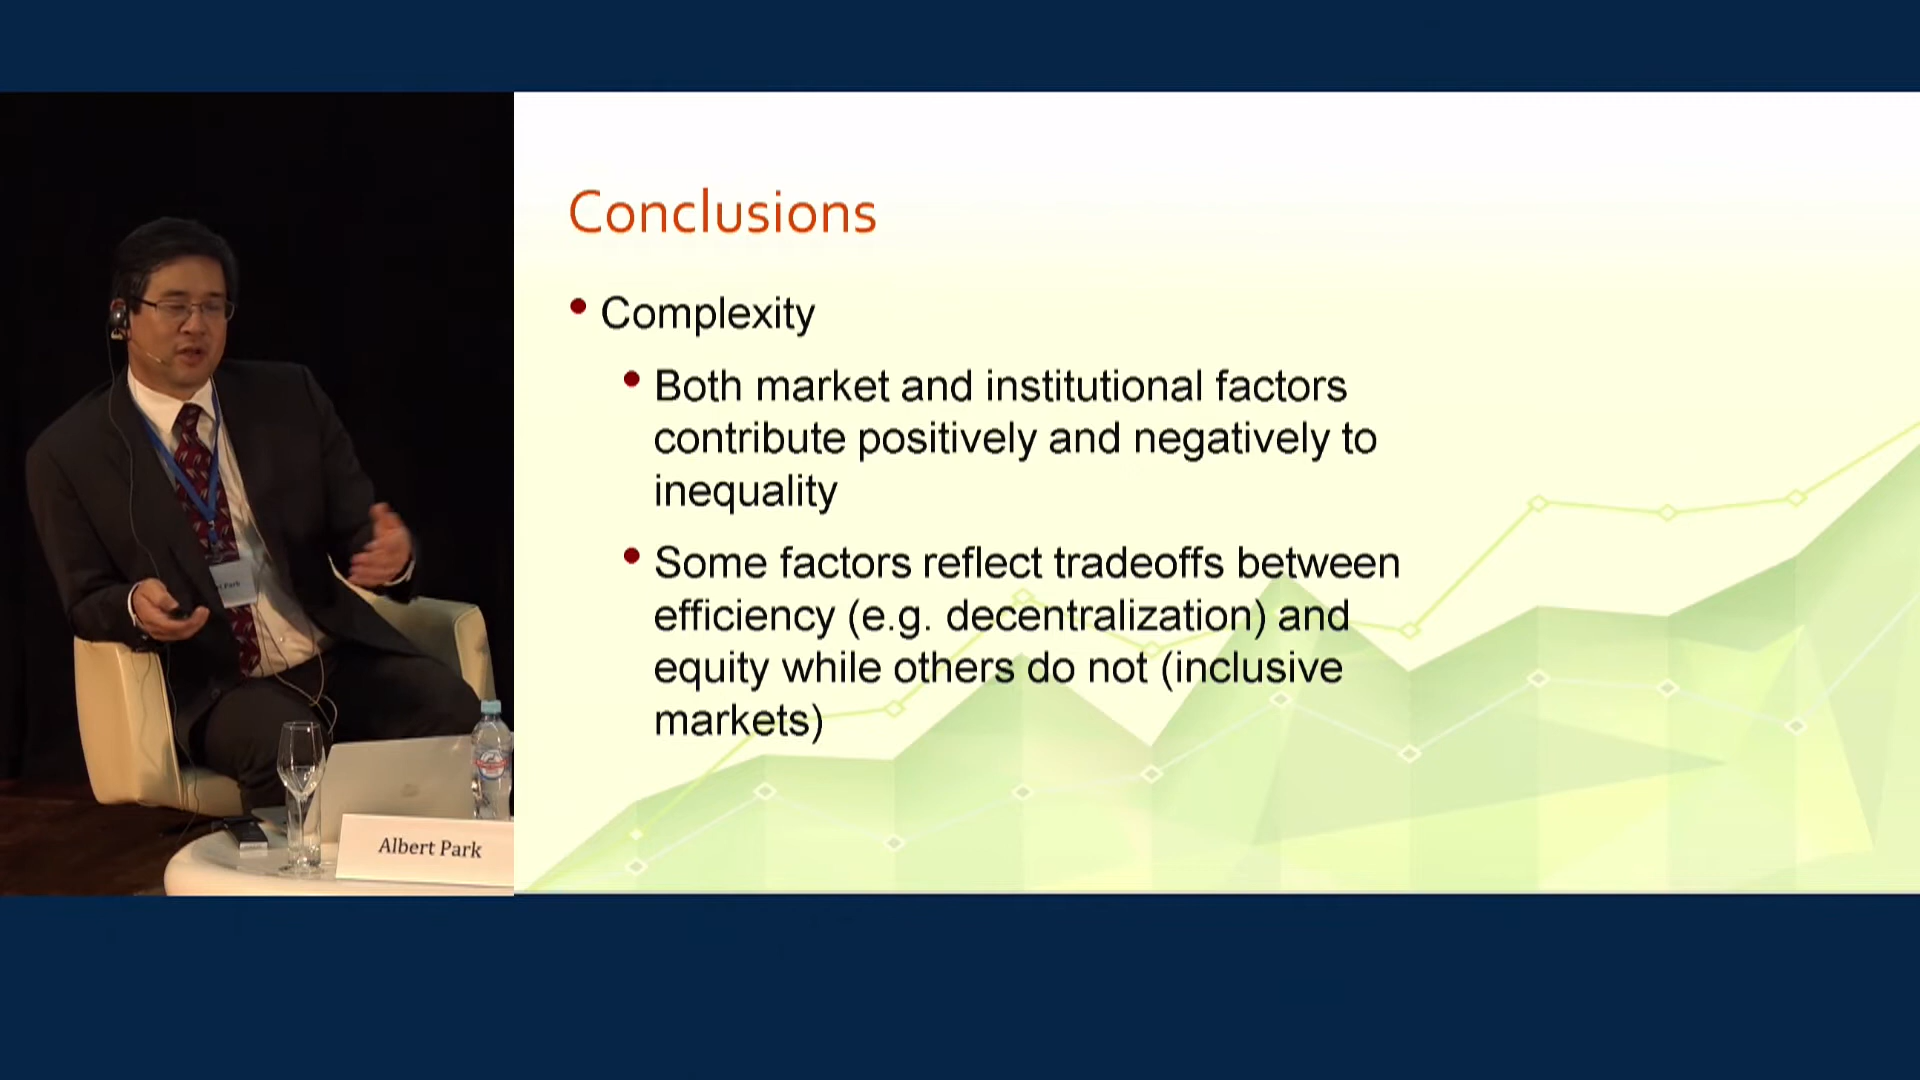 Conclusions
• Complexity
• Both market and institutional factors
contribute positively and negatively to
inequality
• Some factors reflect tradeoffs between
efficiency (e.g. decentralization) and
equity while others do not (inclusive
markets)
Park
Albert Park